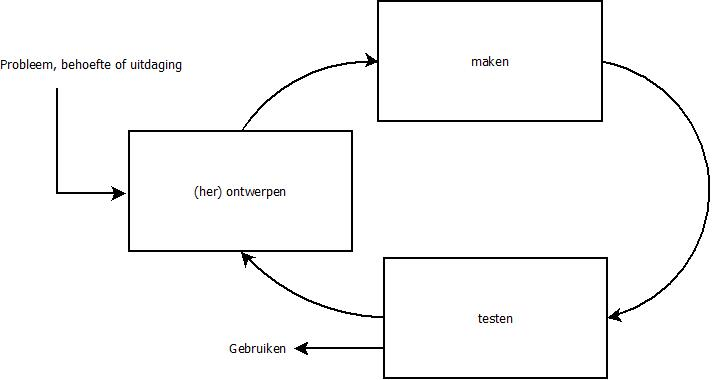 Probleem, behoefte of uitdaging
maken
(her) ontwerpen
testen
Gebruiken